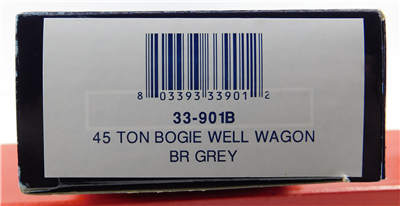 8 03393 33901 2
33-901B
45 TON BOGIE WELL WAGON
BR GREY